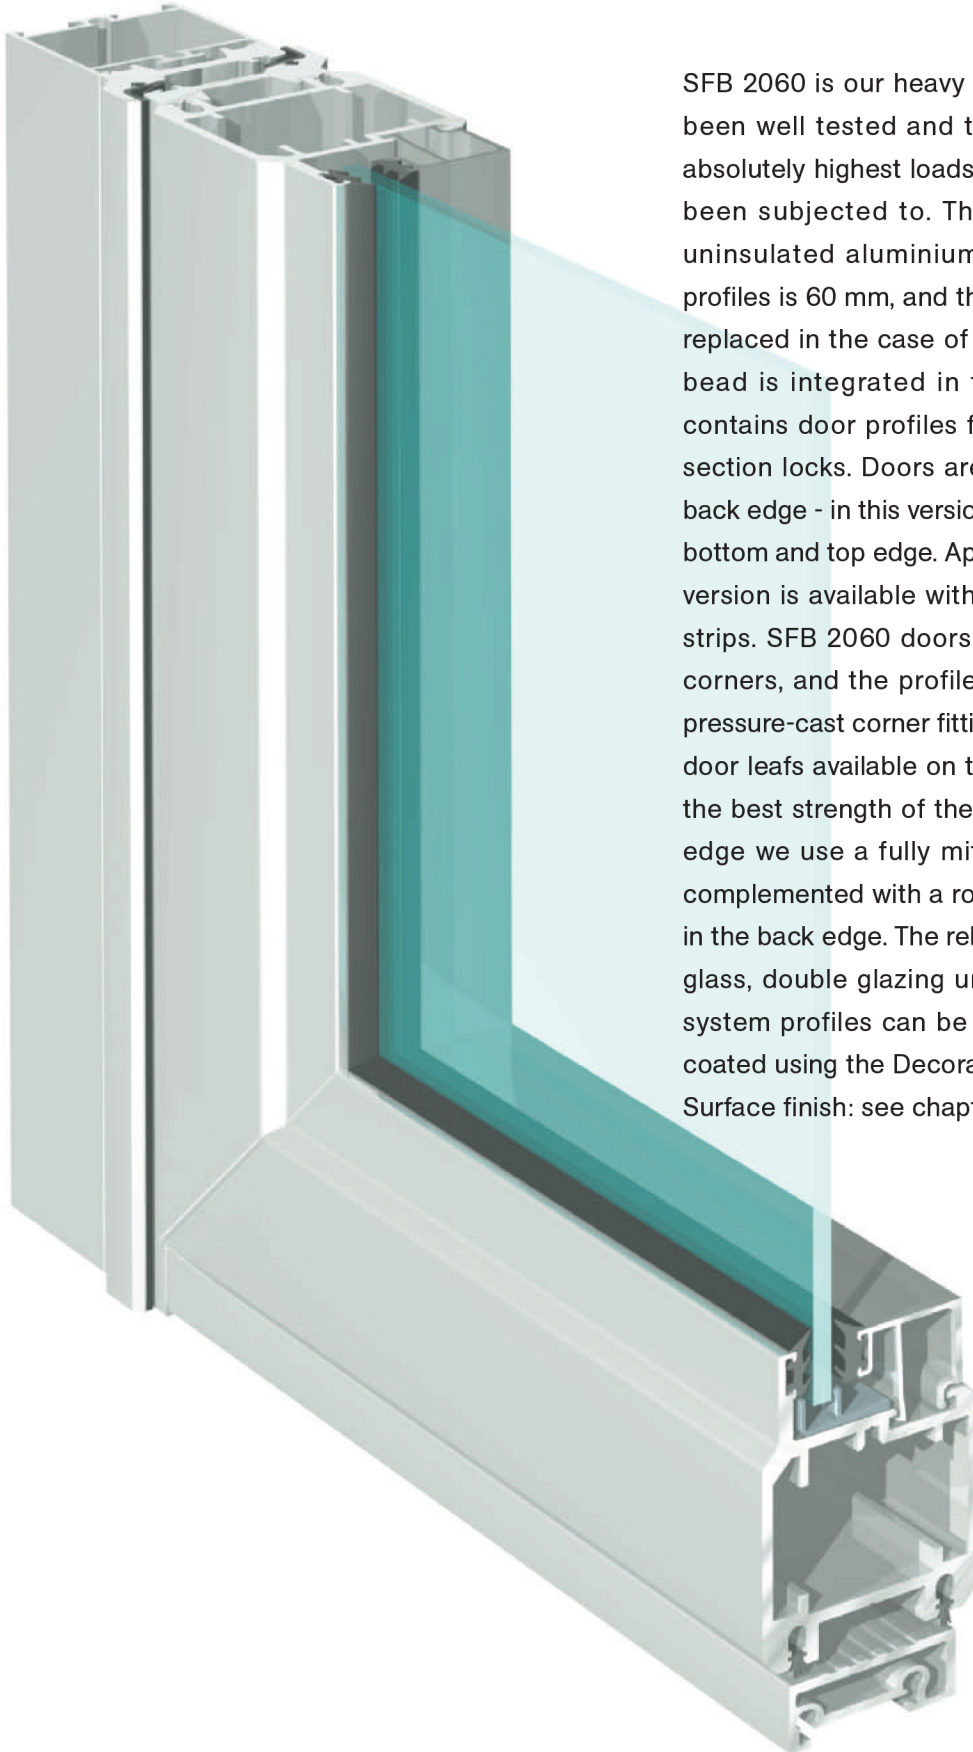 SFB 2060 is our heavy
been well tested and t
absolutely highest loads
been subjected to. Th
uninsulated aluminium
profiles is 60 mm, and th
replaced in the case of
bead is integrated in
contains door profiles f
section locks. Doors are
back edge - in this versio
bottom and top edge. Ap
version is available with
strips. SFB 2060 doors
corners, and the profile
pressure-cast corner fitti
door leafs available on t
the best strength of the
edge we use a fully mit
complemented with a ro
in the back edge. The rel
glass, double glazing un
system profiles can be
coated using the Decora
Surface finish: see chapt